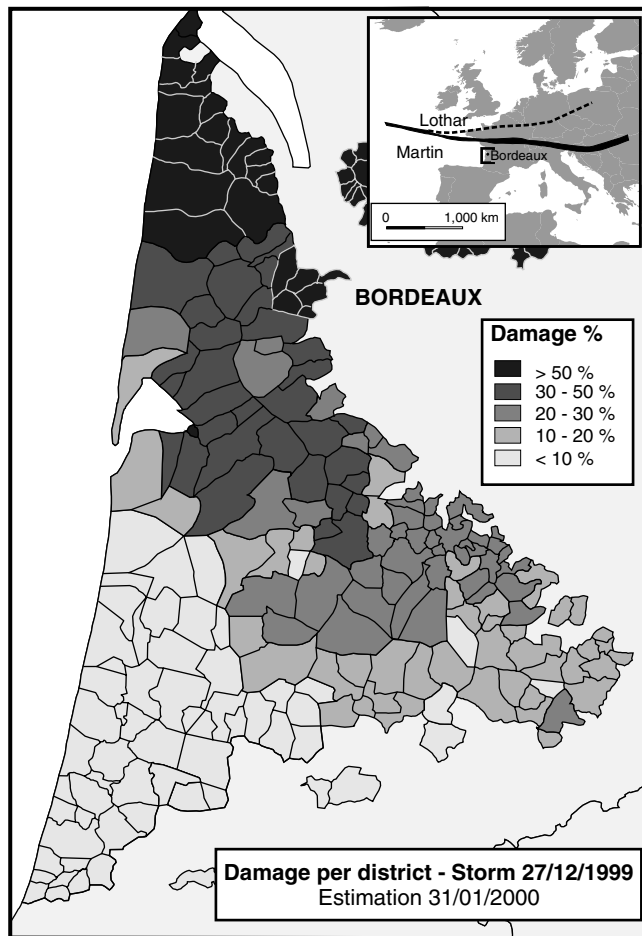 Lothar
Martin
Bordeaux
0 1,000 km
BORDEAUX
Damage %
> 50 %
30 - 50 %
20 - 30 %
10 - 20 %
< 10 %
Damage per district - Storm 27/12/1999
Estimation 31/01/2000